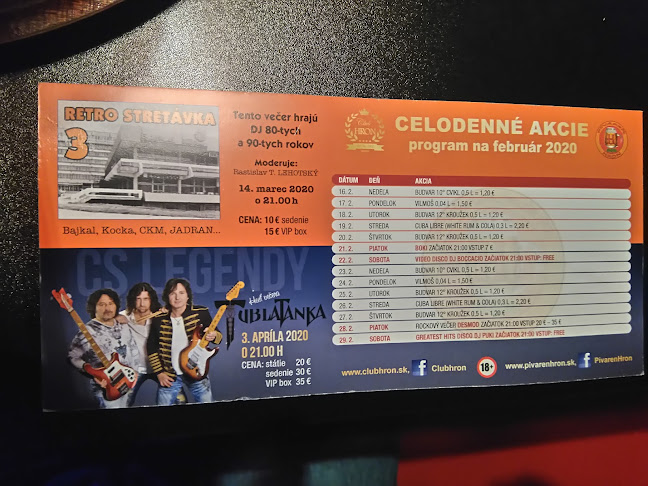 RETRO STRETÁVKA
3
Bajkal, Kocka, CKM, JADRAN...
Tento večer hrajú
DJ 80-tych
a 90-tych rokov
Moderuje:
Rastislav T. LEHOTSKÝ
14. marec 2020
o 21.00 h
CENA: 10 € sedenie
15 € VIP box
CS LEGENDY
TUBLATANKA
3. APRÍLA 2020
O 21.00 H
CENA: státie 20 €
sedenie 30 €
VIP box 35 €
Club
HRON
CELODENNÉ AKCIE
program na február 2020
DÁTUM DEŇ AKCIA
16. 2. NEDEĽA BUDVAR 10° CVKL 0,5 L = 1,20 €
17. 2. PONDELOK VILMOŠ 0,04 L = 1,50 €
18. 2. UTOROK BUDVAR 12° KROUŽEK 0,5 L = 1,20 €
19. 2. STREDA CUBA LIBRE (WHITE RUM & COLA) 0,3 L = 2,20 €
20. 2. ŠTVRTOK BUDVAR 12° KROUŽEK 0,5 L = 1,20 €
21. 2. PIATOK ROKI ZAČIATOK 21:00 VSTUP 7 €
22. 2. SOBOTA VIDEO DISCO DJ BOCCACIO ZAČIATOK 21:00 VSTUP: FREE
23. 2. NEDEĽA BUDVAR 10° CVKL 0,5 L = 1,20 €
24. 2. PONDELOK VILMOŠ 0,04 L = 1,50 €
25. 2. UTOROK BUDVAR 12° KROUŽEK 0,5 L = 1,20 €
26. 2. STREDA CUBA LIBRE (WHITE RUM & COLA) 0,3 L = 2,20 €
27. 2. ŠTVRTOK BUDVAR 12° KROUŽEK 0,5 L = 1,20 €
28. 2. PIATOK ROCKOVÝ VEČER DESMOD ZAČIATOK 21:00 VSTUP 20 € – 35 €
29. 2. SOBOTA GREATEST HITS DISCO DJ PUKI ZAČIATOK 21:00 VSTUP: FREE
www.clubhron.sk, f Clubhron 18+ www.pivarenhron.sk, f PivarenHron